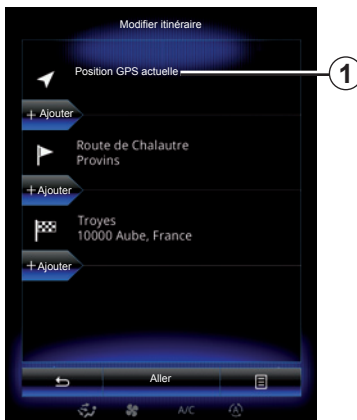 Modifier itinéraire
Position GPS actuelle
1
+ Ajouter
Route de Chalautre
Provins
+ Ajouter
Troyes
10000 Aube, France
+ Ajouter
Aller
A/C
A